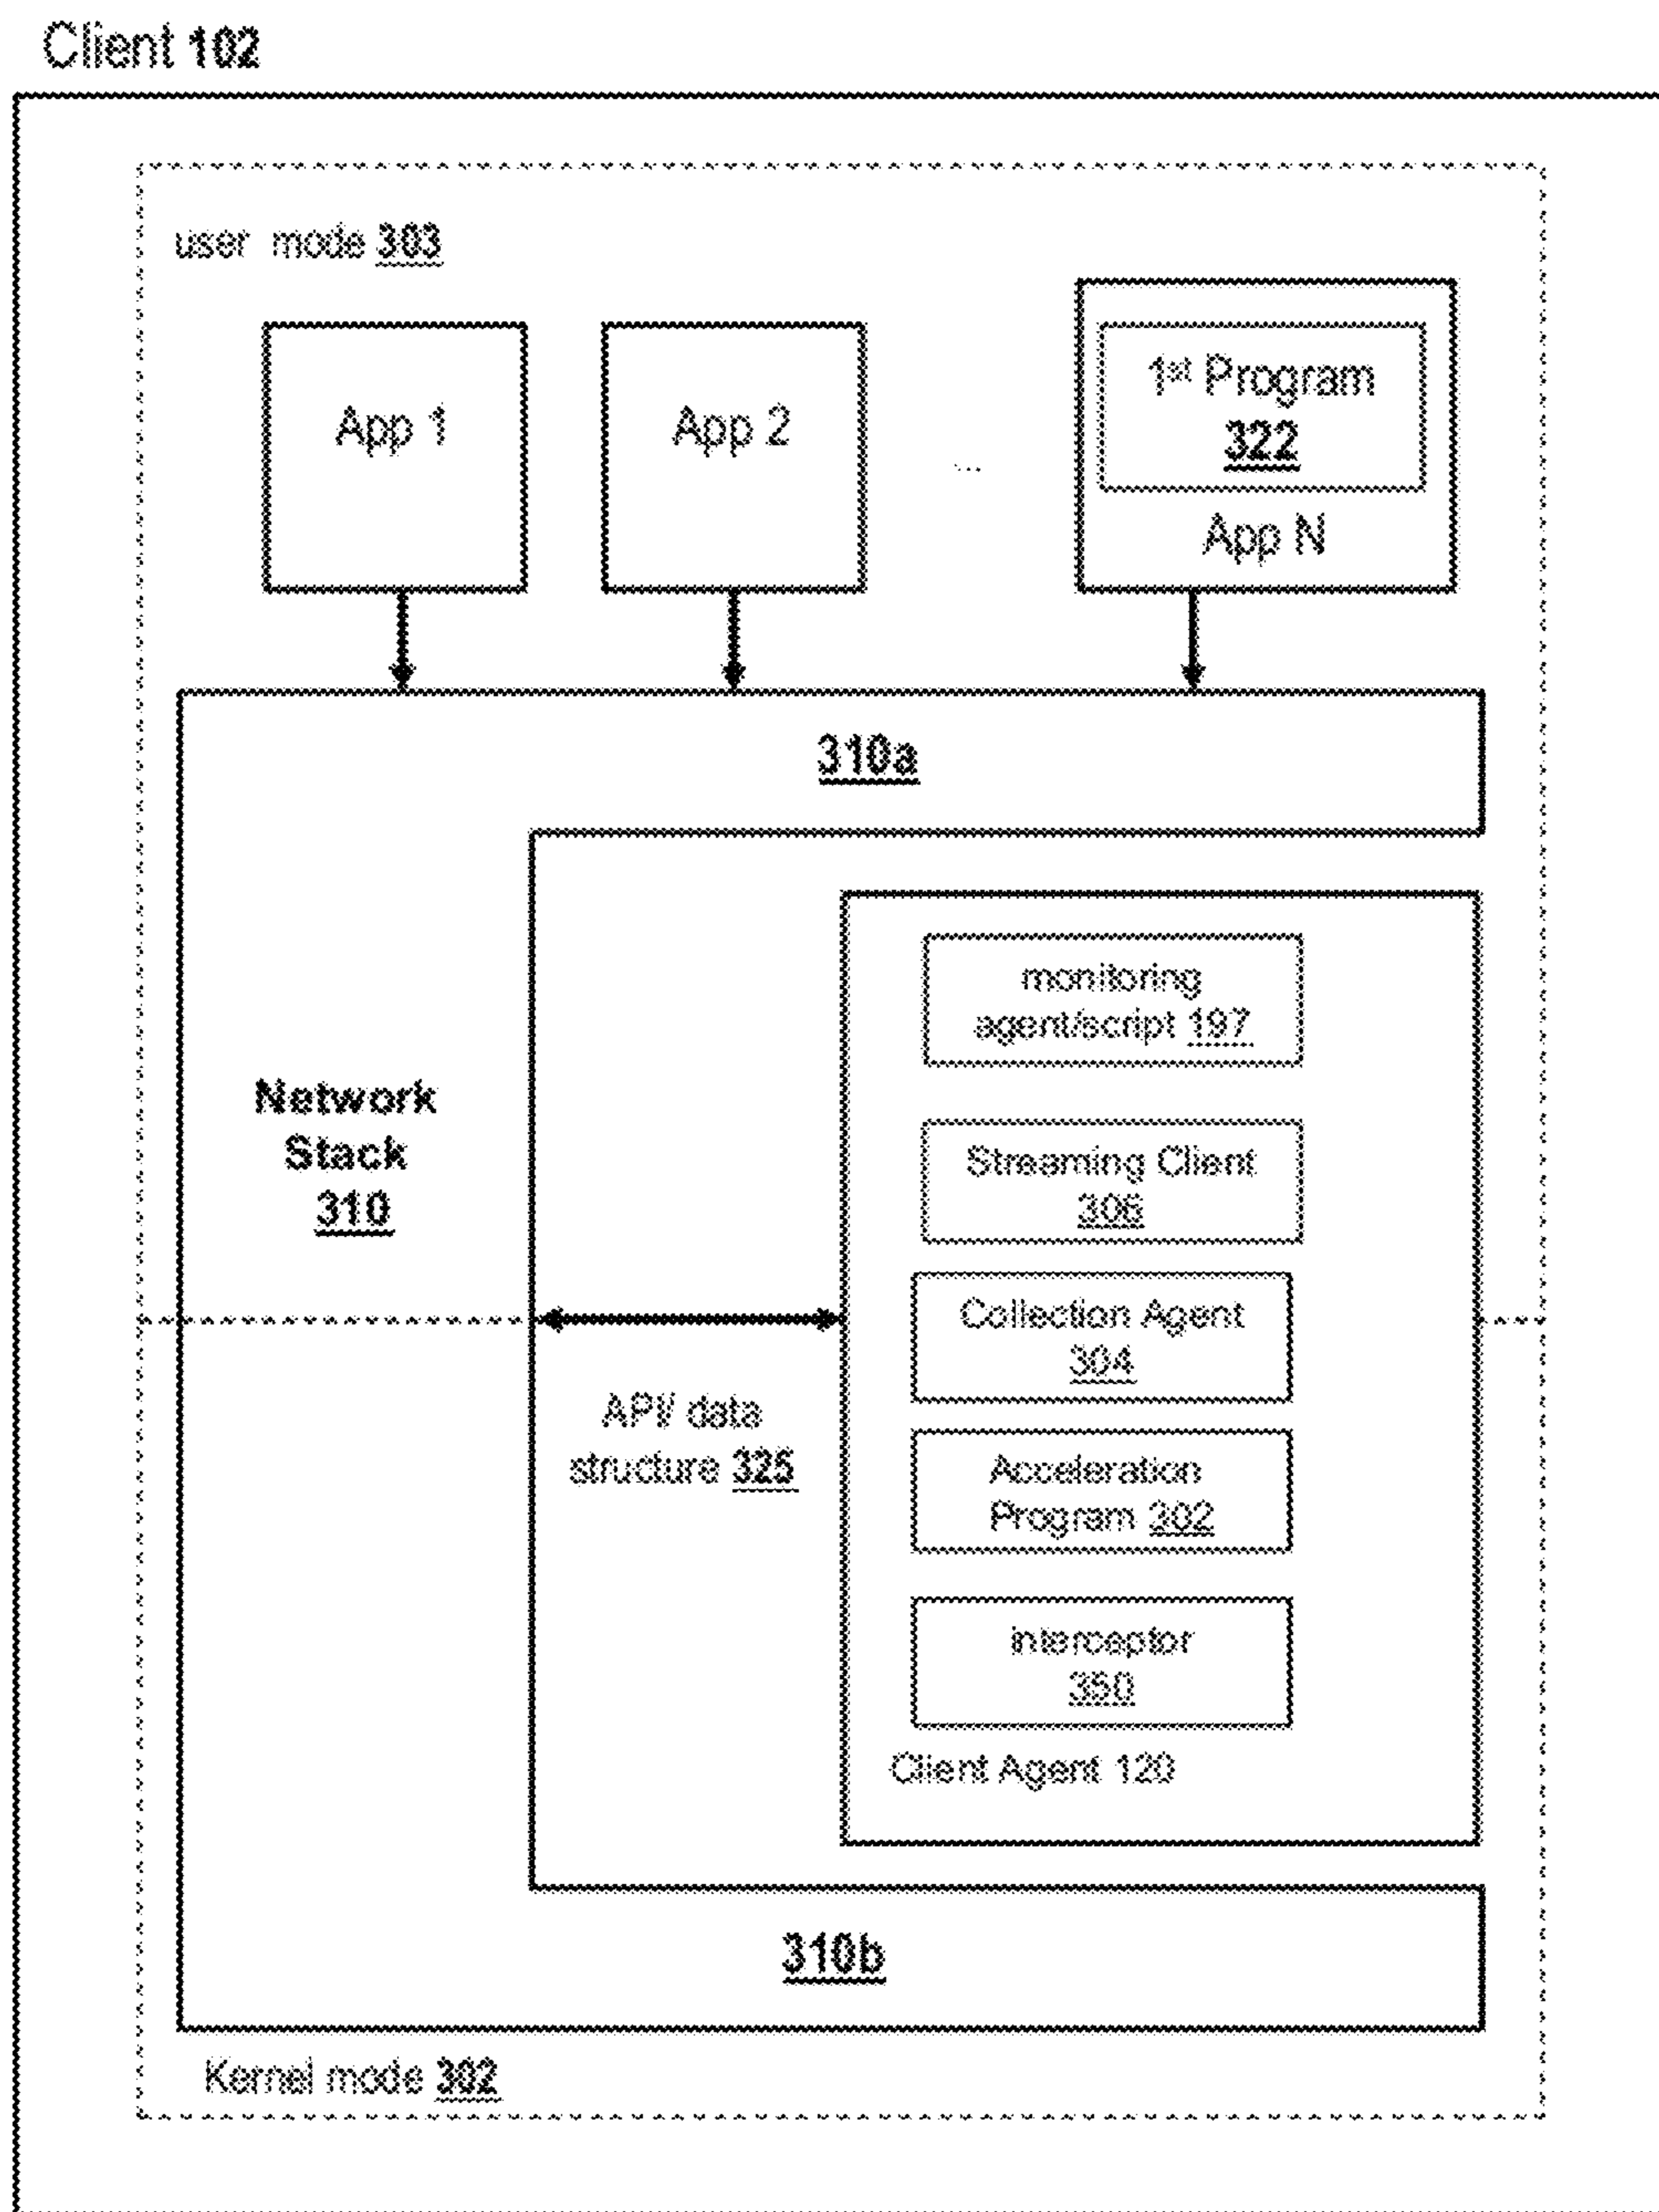 Client 102
user mode 303
App 1
App 2
...
1st Program
322
App N
310a
monitoring
agent/script 197
Network
Stack
310
Streaming Client
306
Collection Agent
304
API/ data
structure 325
Acceleration
Program 302
interceptor
350
Client Agent 120
310b
Kernel mode 302